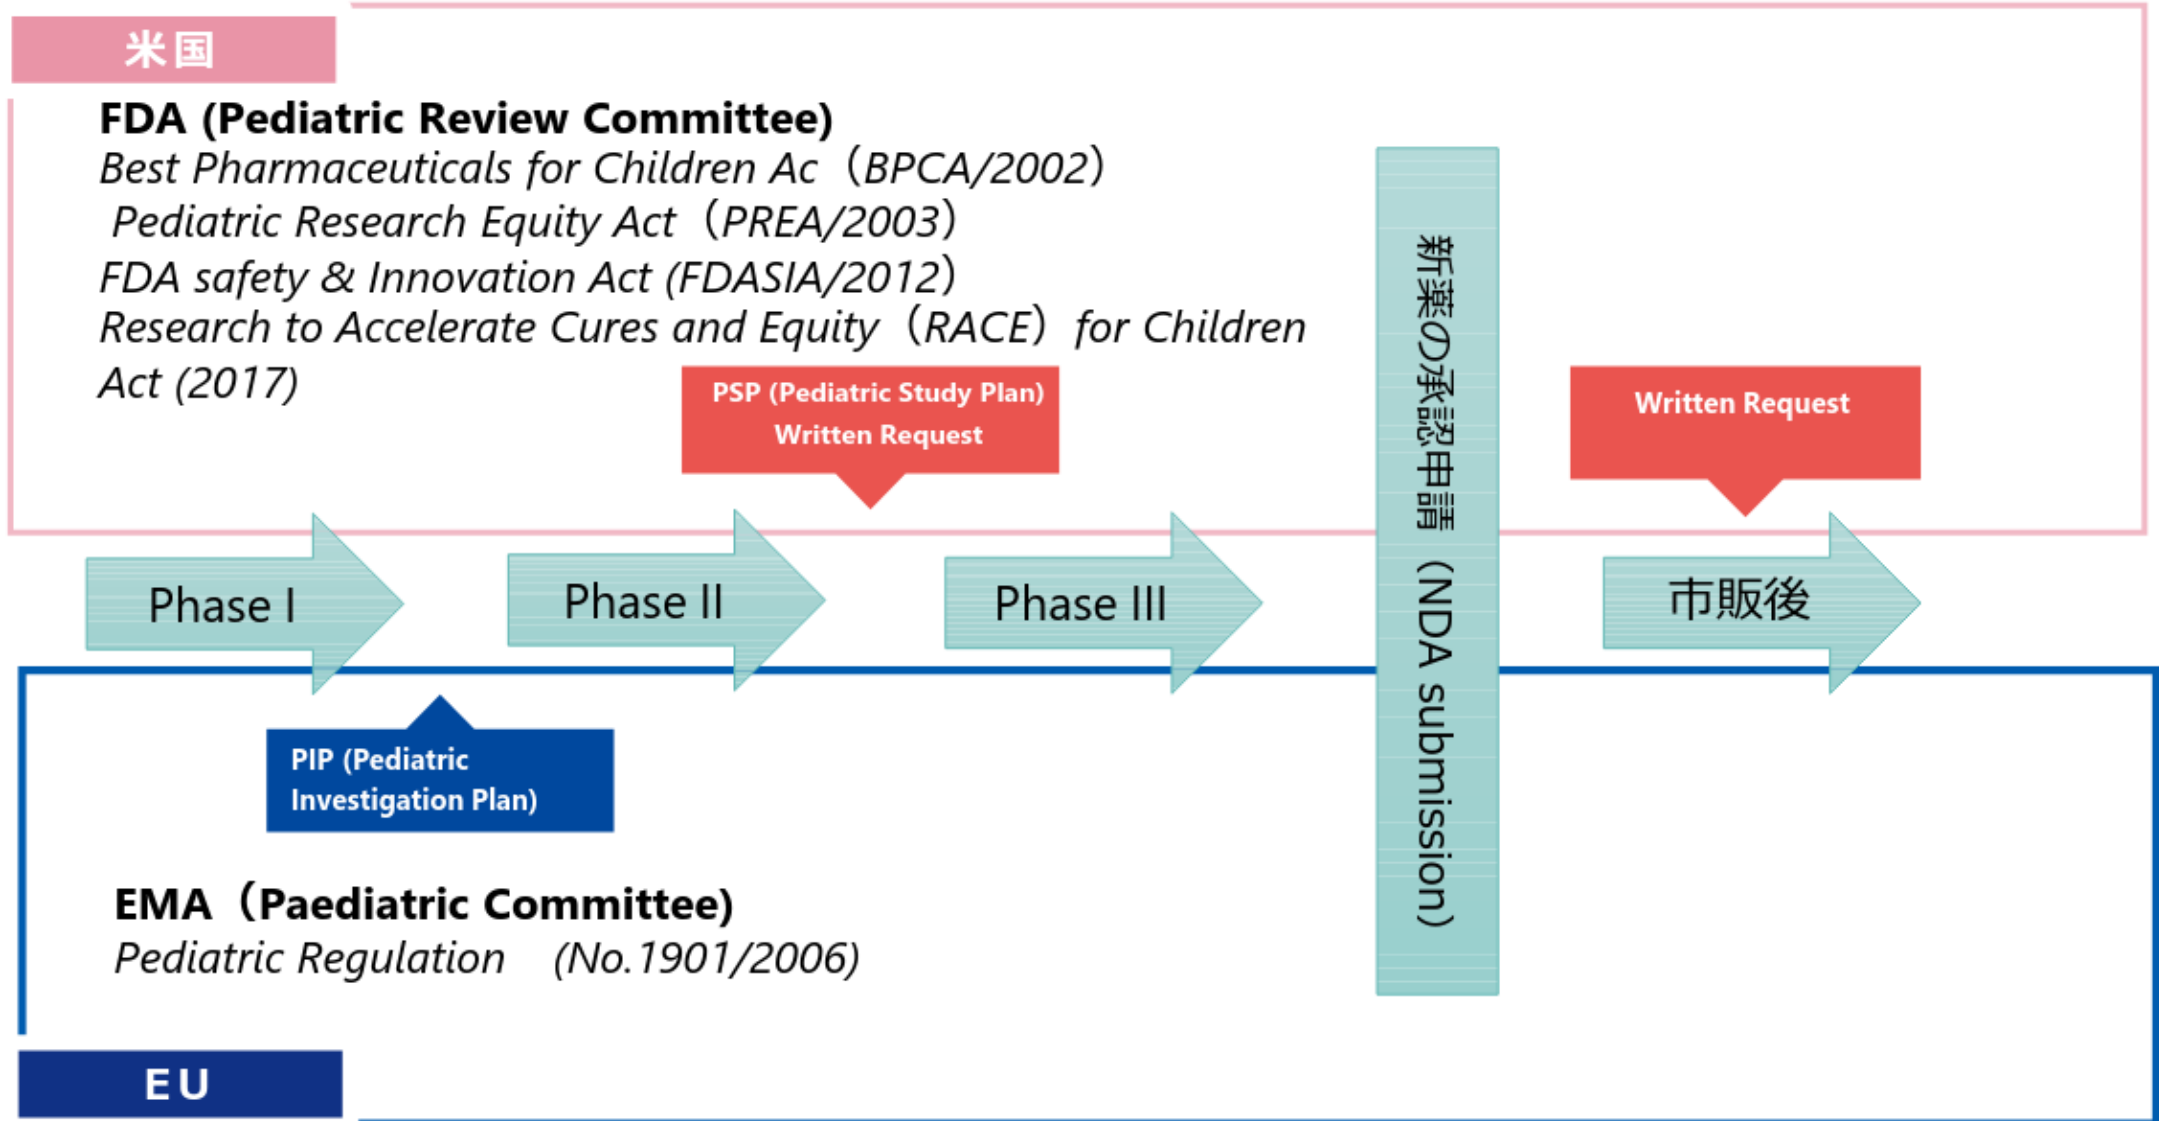 米国
FDA (Pediatric Review Committee)
Best Pharmaceuticals for Children Ac（BPCA/2002）
Pediatric Research Equity Act（PREA/2003）
FDA safety & Innovation Act (FDASIA/2012）
Research to Accelerate Cures and Equity（RACE）for Children
Act (2017)
PSP (Pediatric Study Plan)
Written Request
Written Request
新薬の承認申請（NDA submission）
Phase I
Phase II
Phase III
市販後
PIP (Pediatric
Investigation Plan)
EMA（Paediatric Committee)
Pediatric Regulation　(No.1901/2006)
EU